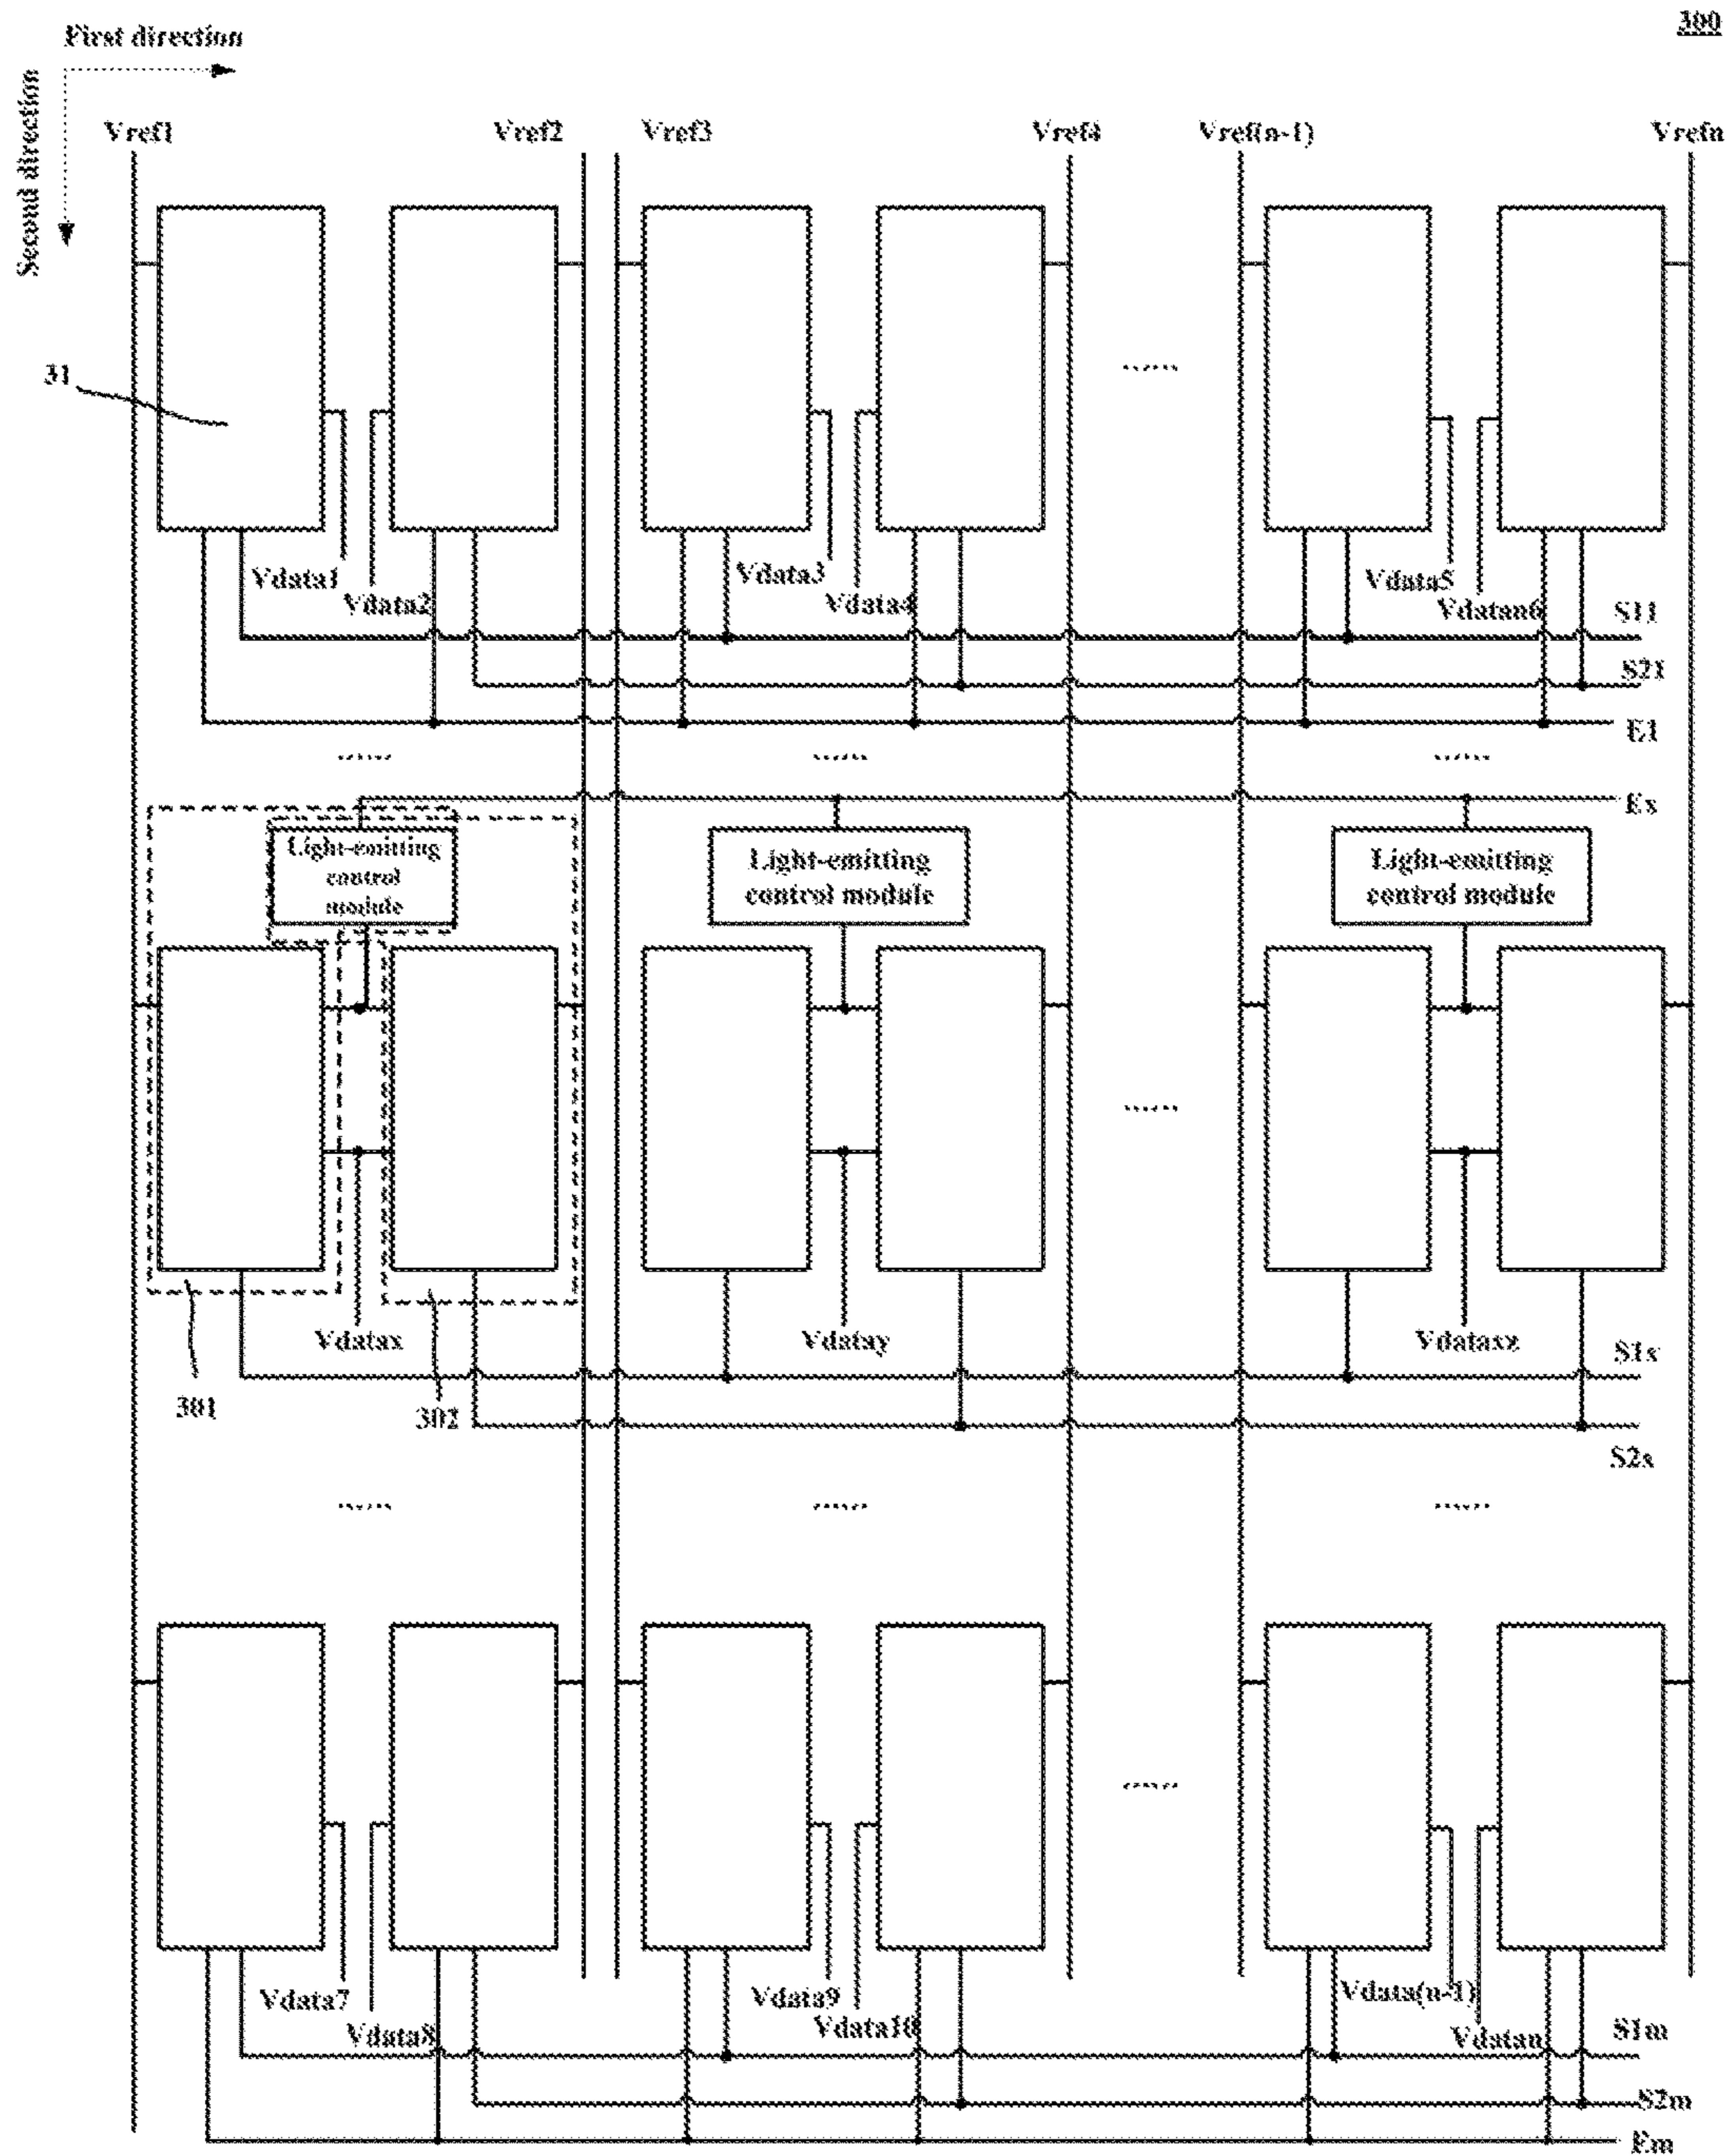 300
First direction
Second direction
Vref1
Vref2
Vref3
Vref4
Vref(n-1)
Vrefn
31
Vdata1
Vdata2
Vdata3
Vdata4
Vdata5
Vdatan6
S11
S21
E1
......
......
......
......
Ex
Light-emitting
control
module
Light-emitting
control module
Light-emitting
control module
......
Vdatax
Vdatay
Vdataxz
S1x
301
302
S2x
......
......
......
......
Vdata7
Vdata8
Vdata9
Vdata10
Vdata(n-1)
Vdatan
S1m
S2m
Em